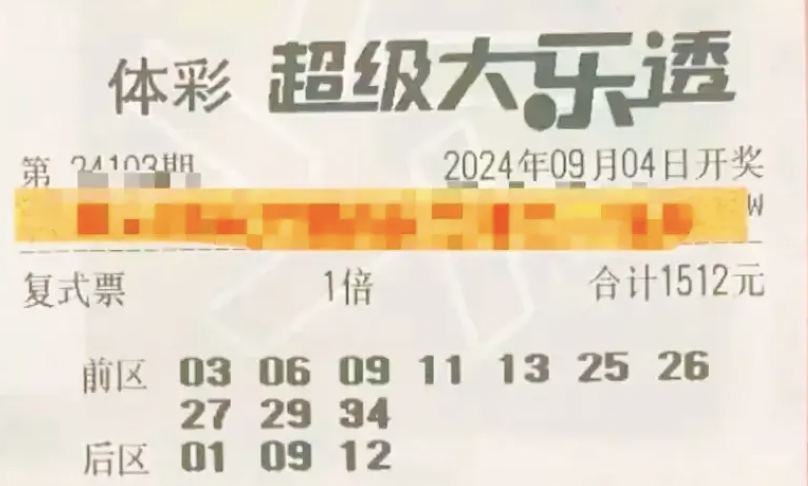 体彩 超级大乐透
第 24103期 2024年09月04日开奖
W
复式票 1倍 合计1512元
前区 03 06 09 11 13 25 26
27 29 34
后区 01 09 12